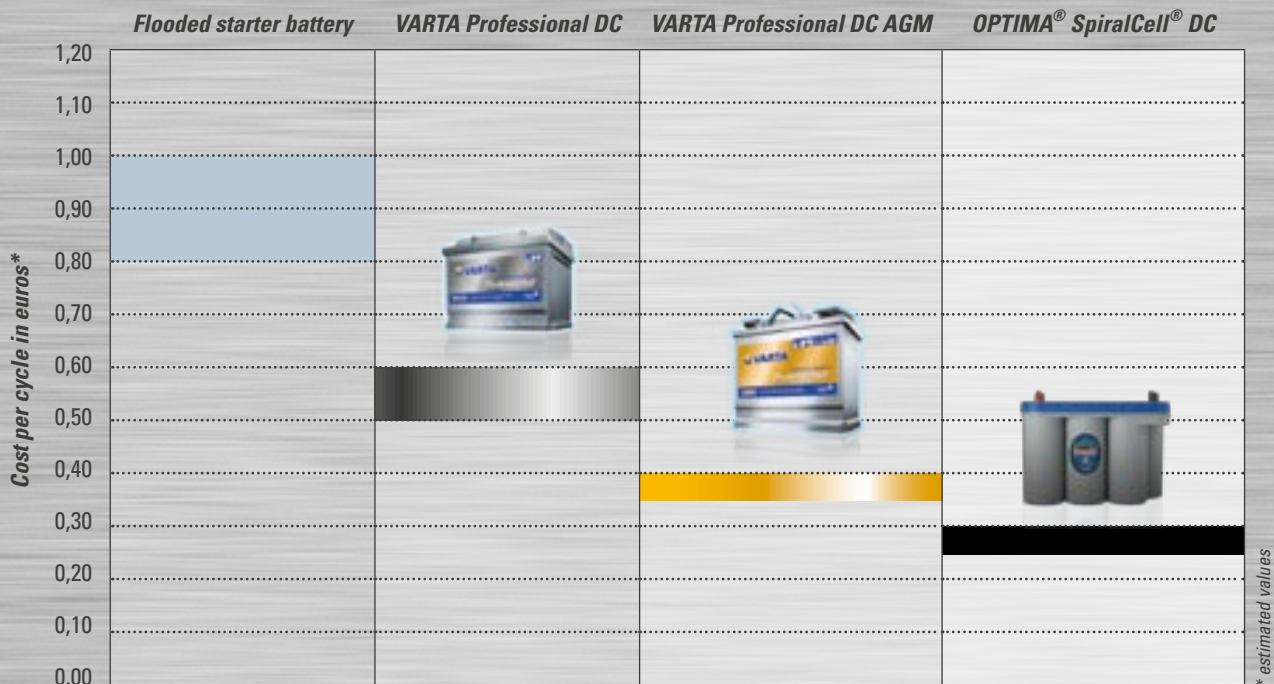 Flooded starter battery VARTA Professional DC VARTA Professional DC AGM OPTIMA® SpiralCell® DC
1,20
1,10
1,00
0,90
0,80
0,70
0,60
0,50
0,40
0,30
0,20
0,10
0,00
Cost per cycle in euros*
VARTA
VARTA
* estimated values